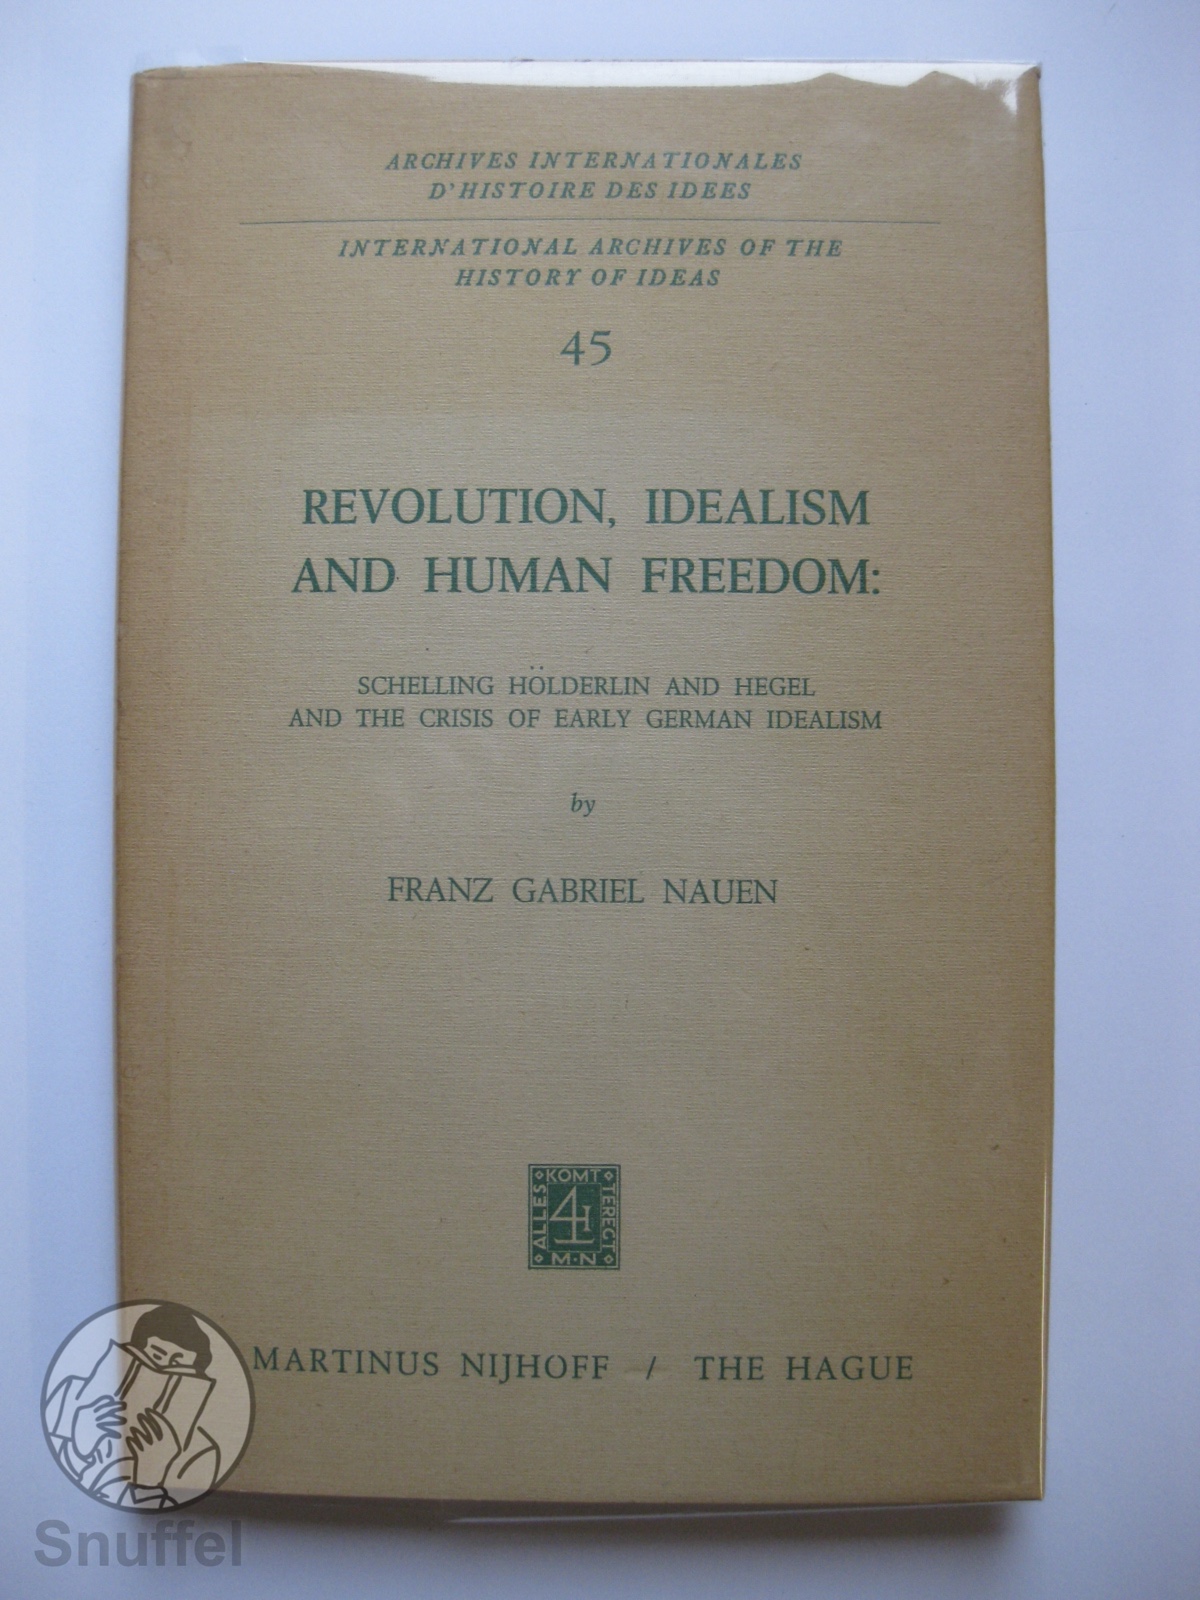 ARCHIVES INTERNATIONALES
D'HISTOIRE DES IDEES
INTERNATIONAL ARCHIVES OF THE
HISTORY OF IDEAS
45
REVOLUTION, IDEALISM
AND HUMAN FREEDOM:
SCHELLING HÖLDERLIN AND HEGEL
AND THE CRISIS OF EARLY GERMAN IDEALISM
by
FRANZ GABRIEL NAUEN
ALLES
KOMT
TERECHT
M·N
MARTINUS NIJHOFF / THE HAGUE
Snuffel